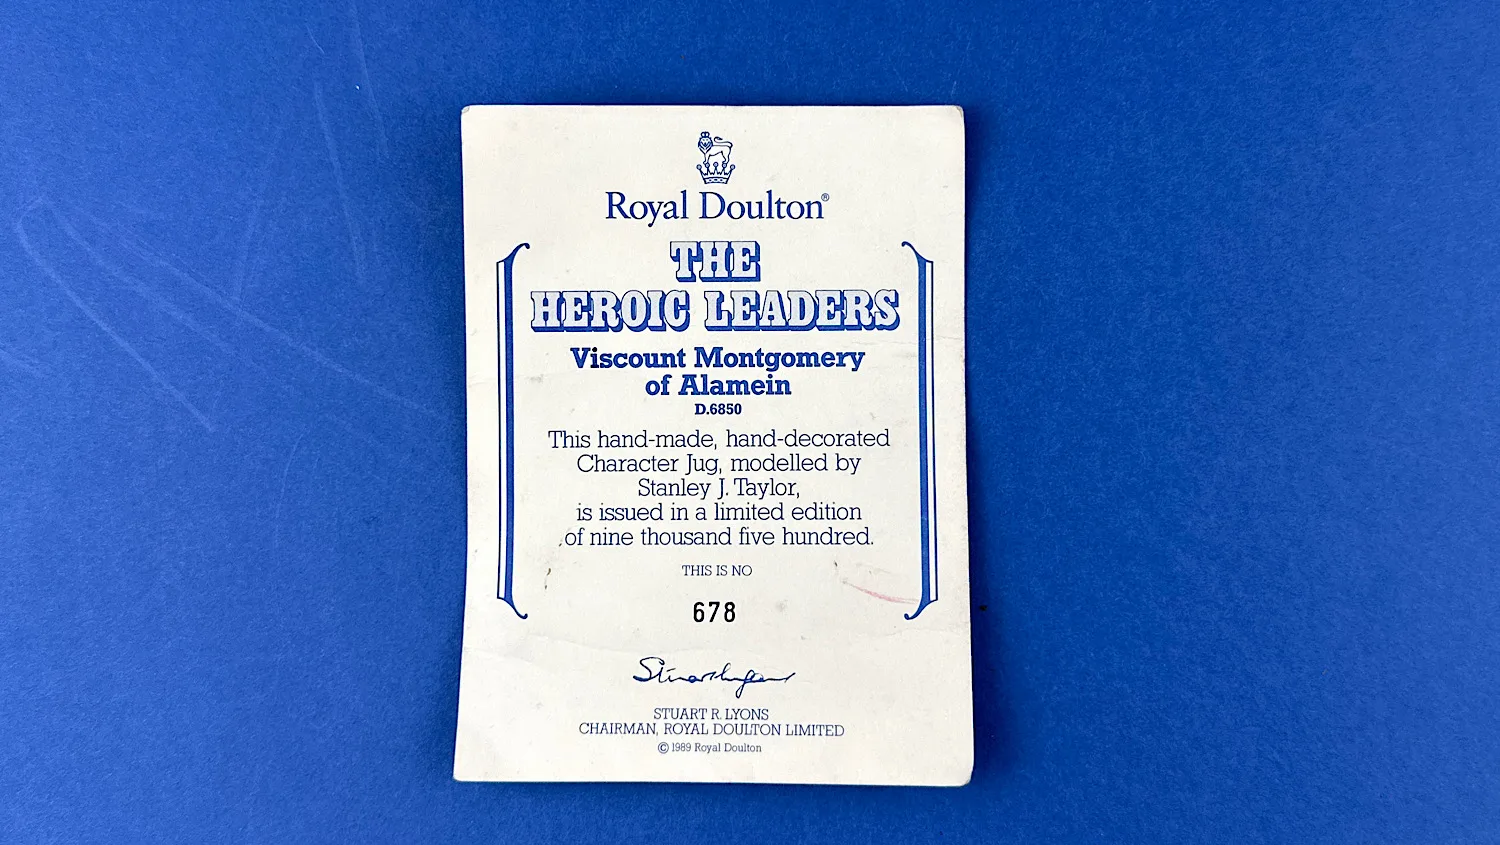 Royal Doulton®
THE
HEROIC LEADERS
Viscount Montgomery
of Alamein
D.6850
This hand-made, hand-decorated
Character Jug, modelled by
Stanley J. Taylor,
is issued in a limited edition
of nine thousand five hundred.
THIS IS NO
678
STUART R. LYONS
CHAIRMAN, ROYAL DOULTON LIMITED
© 1989 Royal Doulton